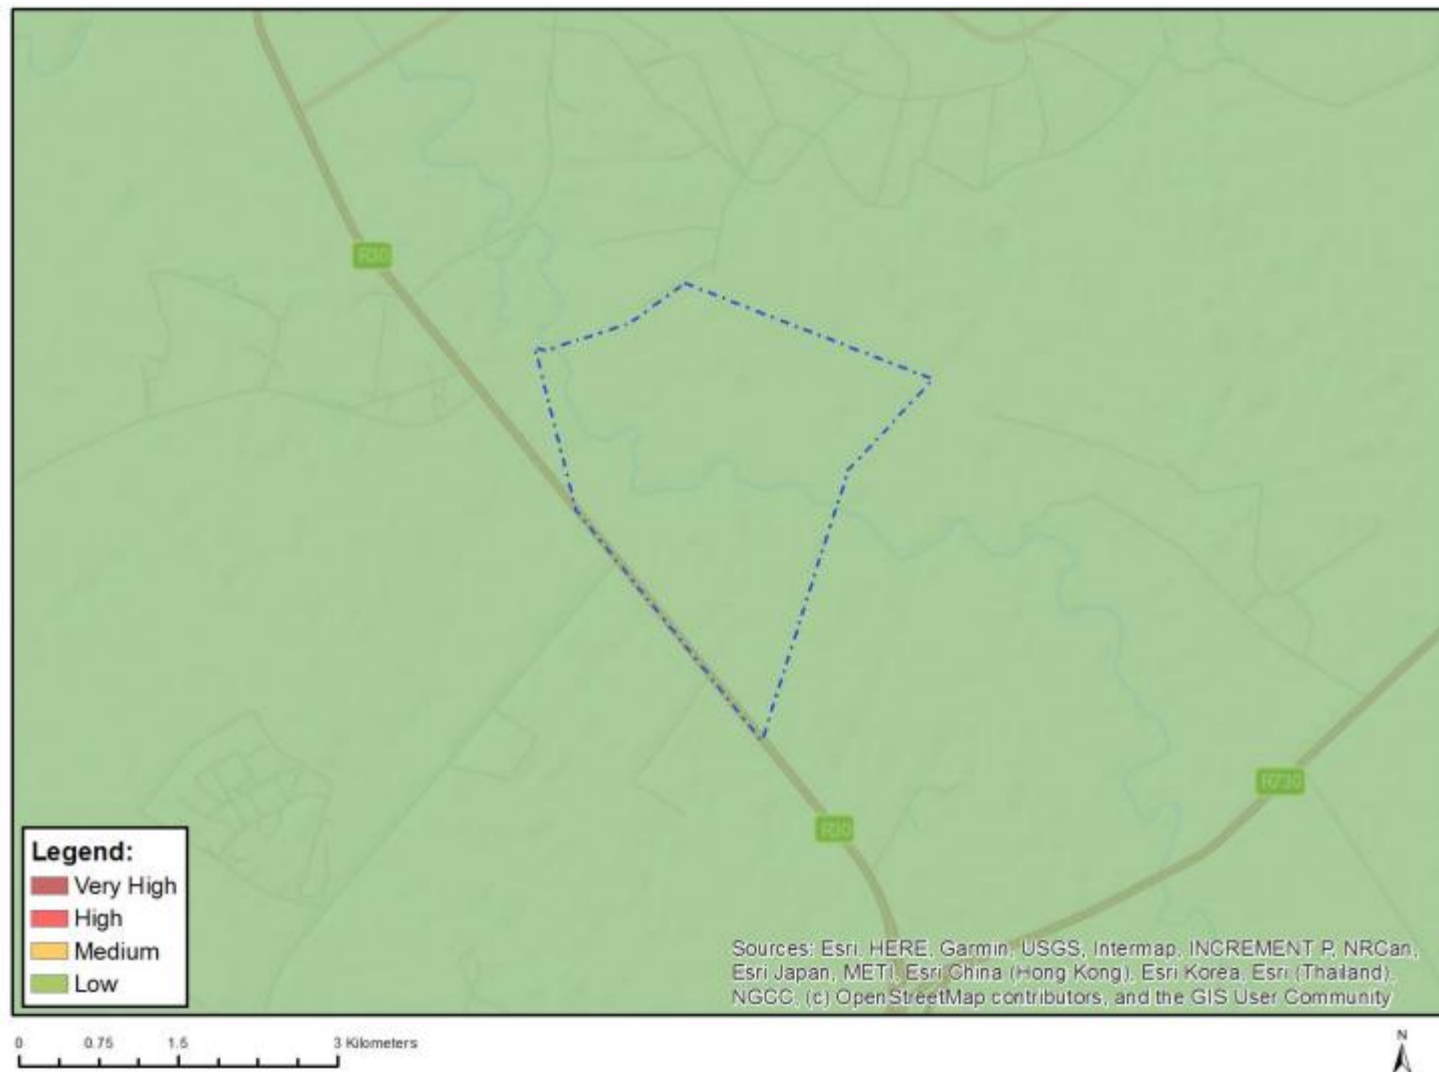 R30
R730
R30
Legend:
Very High
High
Medium
Low
Sources: Esri, HERE, Garmin, USGS, Intermap, INCREMENT P, NRCan,
Esri Japan, METI, Esri China (Hong Kong), Esri Korea, Esri (Thailand),
NGCC, (c) OpenStreetMap contributors, and the GIS User Community
0 0.75 1.5 3 Kilometers
N